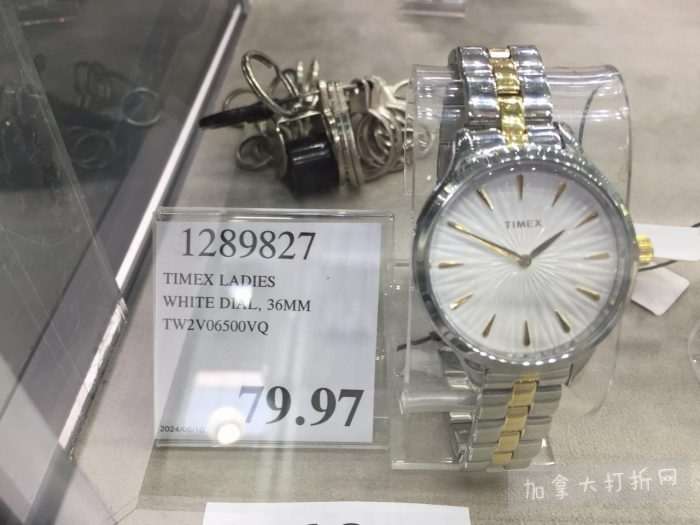 1289827
TIMEX LADIES
WHITE DIAL, 36MM
TW2V06500VQ
79.97
TIMEX
加拿大打折网